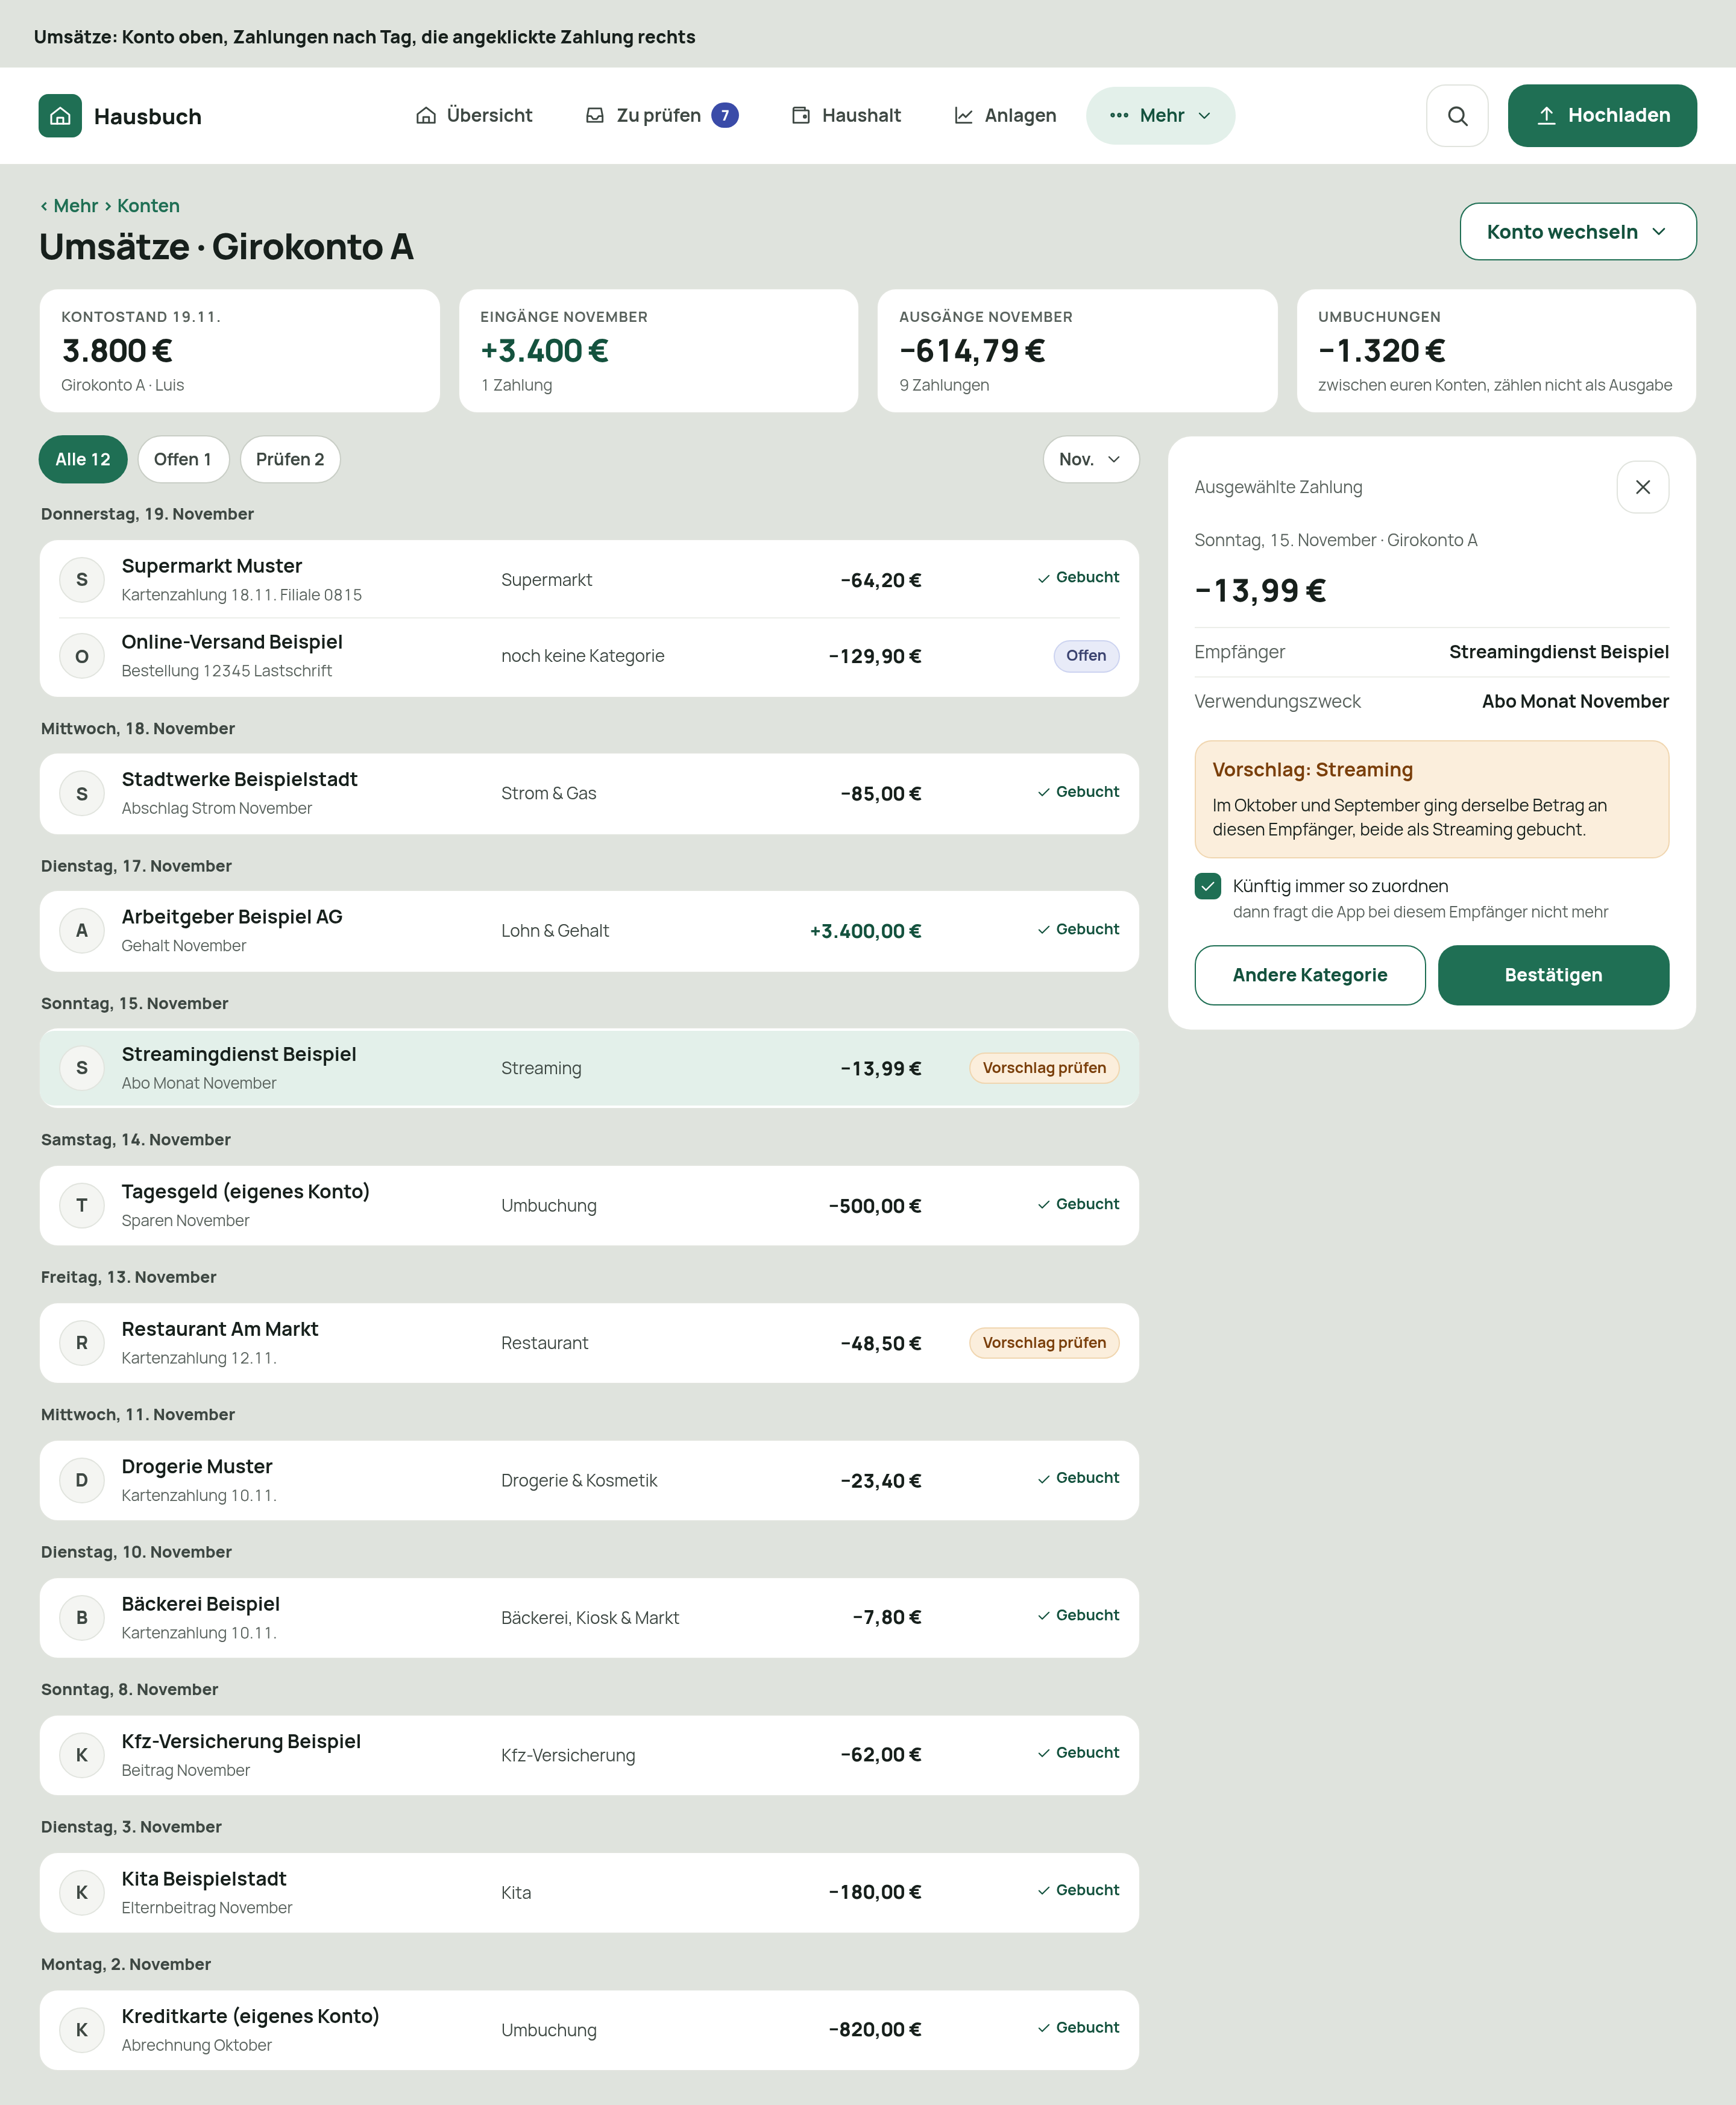 Umsätze: Konto oben, Zahlungen nach Tag, die angeklickte Zahlung rechts
Hausbuch
Übersicht
Zu prüfen 7
Haushalt
Anlagen
Mehr
Hochladen
‹ Mehr › Konten
Umsätze · Girokonto A
Konto wechseln
KONTOSTAND 19.11.
3.800 €
Girokonto A · Luis
EINGÄNGE NOVEMBER
+3.400 €
1 Zahlung
AUSGÄNGE NOVEMBER
−614,79 €
9 Zahlungen
UMBUCHUNGEN
−1.320 €
zwischen euren Konten, zählen nicht als Ausgabe
Alle 12
Offen 1
Prüfen 2
Nov.
Donnerstag, 19. November
S
Supermarkt Muster
Kartenzahlung 18.11. Filiale 0815
Supermarkt
−64,20 €
Gebucht
O
Online-Versand Beispiel
Bestellung 12345 Lastschrift
noch keine Kategorie
−129,90 €
Offen
Mittwoch, 18. November
S
Stadtwerke Beispielstadt
Abschlag Strom November
Strom & Gas
−85,00 €
Gebucht
Dienstag, 17. November
A
Arbeitgeber Beispiel AG
Gehalt November
Lohn & Gehalt
+3.400,00 €
Gebucht
Sonntag, 15. November
S
Streamingdienst Beispiel
Abo Monat November
Streaming
−13,99 €
Vorschlag prüfen
Samstag, 14. November
T
Tagesgeld (eigenes Konto)
Sparen November
Umbuchung
−500,00 €
Gebucht
Freitag, 13. November
R
Restaurant Am Markt
Kartenzahlung 12.11.
Restaurant
−48,50 €
Vorschlag prüfen
Mittwoch, 11. November
D
Drogerie Muster
Kartenzahlung 10.11.
Drogerie & Kosmetik
−23,40 €
Gebucht
Dienstag, 10. November
B
Bäckerei Beispiel
Kartenzahlung 10.11.
Bäckerei, Kiosk & Markt
−7,80 €
Gebucht
Sonntag, 8. November
K
Kfz-Versicherung Beispiel
Beitrag November
Kfz-Versicherung
−62,00 €
Gebucht
Dienstag, 3. November
K
Kita Beispielstadt
Elternbeitrag November
Kita
−180,00 €
Gebucht
Montag, 2. November
K
Kreditkarte (eigenes Konto)
Abrechnung Oktober
Umbuchung
−820,00 €
Gebucht
Ausgewählte Zahlung
Sonntag, 15. November · Girokonto A
−13,99 €
Empfänger
Streamingdienst Beispiel
Verwendungszweck
Abo Monat November
Vorschlag: Streaming
Im Oktober und September ging derselbe Betrag an
diesen Empfänger, beide als Streaming gebucht.
Künftig immer so zuordnen
dann fragt die App bei diesem Empfänger nicht mehr
Andere Kategorie
Bestätigen